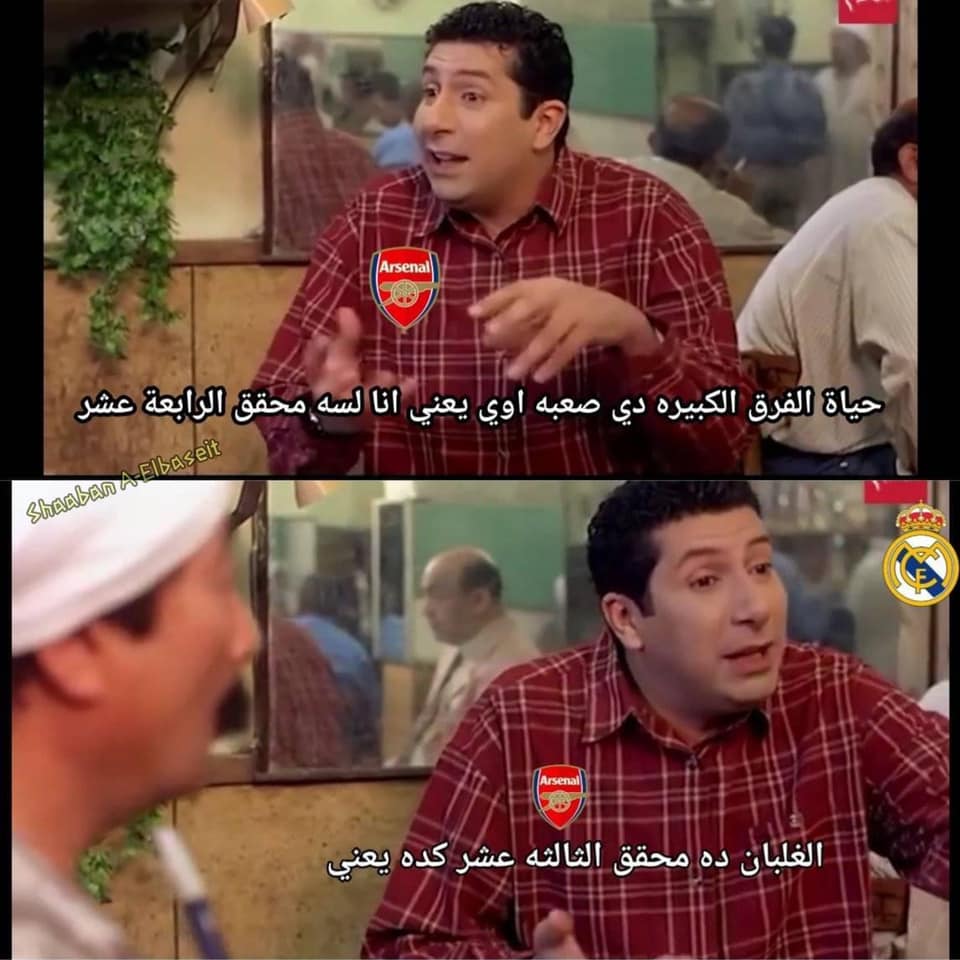 Arsenal
حياة الفرق الكبيره دي صعبه اوي يعني انا لسه محقق الرابعة عشر
Shaaban A-Elbaseit
Arsenal
الغلبان ده محقق الثالثه عشر كده يعني